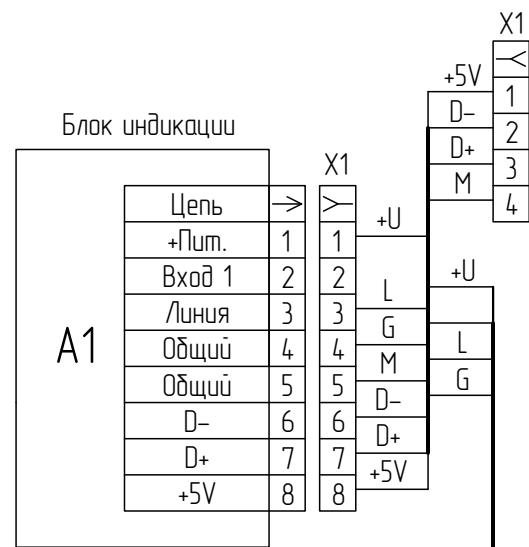 X1
+5V
1
D-
2
D+
3
M
4
Блок индикации
X1
A1
Цепь
+Пит. 1 1 +U
Вход 1 2 2
Линия 3 3 L
Общий 4 4 G
Общий 5 5 M
D- 6 6 D-
D+ 7 7 D+
+5V 8 8 +5V
+U
L
G